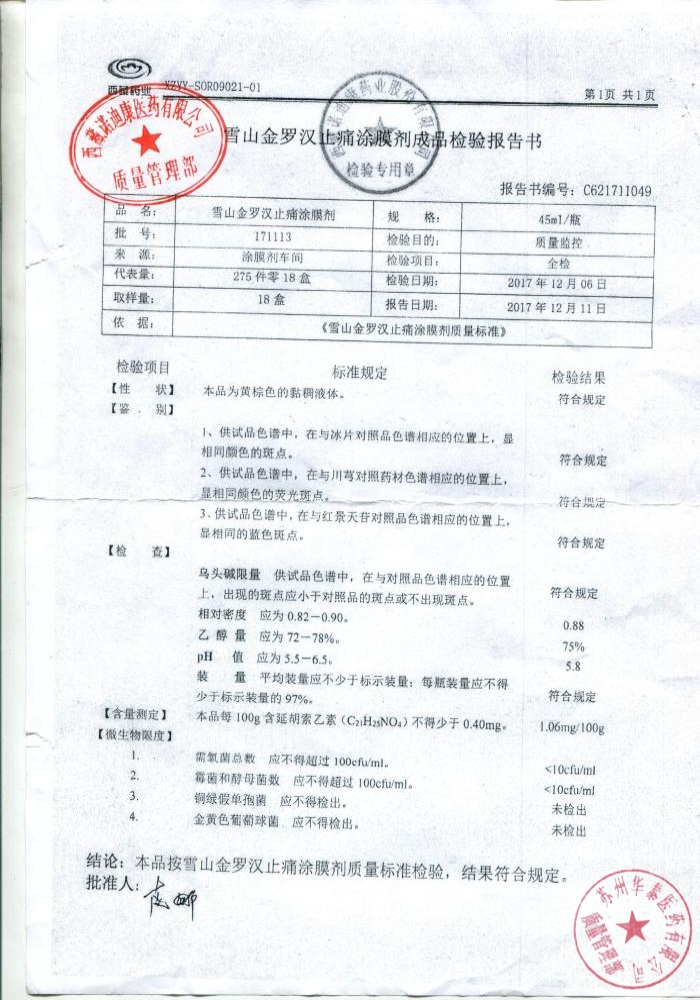 西藏药业
XZYY-SOR09021-01
第1页 共1页
西藏诺迪康医药有限公司
质量管理部
检验专用章
雪山金罗汉止痛涂膜剂成品检验报告书
报告书编号：C621711049
品 名： 雪山金罗汉止痛涂膜剂 规 格： 45ml/瓶
批 号： 171113 检验目的： 质量监控
来 源： 涂膜剂车间 检验项目： 全检
代表量： 275件零18盒 检验日期： 2017年12月06日
取样量： 18盒 报告日期： 2017年12月11日
依 据： 《雪山金罗汉止痛涂膜剂质量标准》
检验项目 标准规定 检验结果
【性 状】 本品为黄棕色的黏稠液体。 符合规定
【鉴 别】
1、供试品色谱中，在与冰片对照品色谱相应的位置上，显
相同颜色的斑点。 符合规定
2、供试品色谱中，在与川芎对照药材色谱相应的位置上，
显相同颜色的荧光斑点。 符合规定
3、供试品色谱中，在与红景天苷对照品色谱相应的位置上，
显相同的蓝色斑点。 符合规定
【检 查】
乌头碱限量 供试品色谱中，在与对照品色谱相应的位置
上，出现的斑点应小于对照品的斑点或不出现斑点。 符合规定
相对密度 应为0.82－0.90。 0.88
乙 醇 量 应为72－78%。 75%
pH 值 应为5.5－6.5。 5.8
装 量 平均装量应不少于标示装量；每瓶装量应不得
少于标示装量的97%。 符合规定
【含量测定】 本品每100g含延胡索乙素（C₂₁H₂₅NO₄）不得少于0.40mg。 1.06mg/100g
【微生物限度】
1. 需氧菌总数 应不得超过100cfu/ml。 <10cfu/ml
2. 霉菌和酵母菌数 应不得超过100cfu/ml。 <10cfu/ml
3. 铜绿假单孢菌 应不得检出。 未检出
4. 金黄色葡萄球菌 应不得检出。 未检出
结论：本品按雪山金罗汉止痛涂膜剂质量标准检验，结果符合规定。
批准人：
苏州华泰医药有限公司
质量管理部